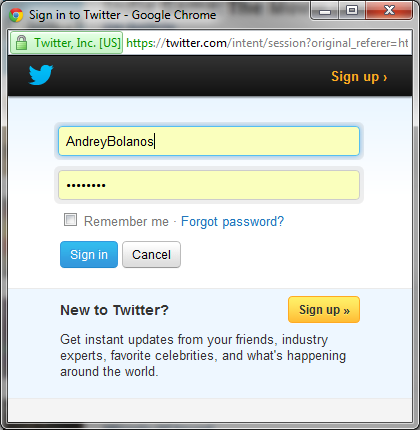 Sign in to Twitter - Google Chrome
Twitter, Inc. [US] https://twitter.com/intent/session?original_referer=ht
Sign up ›
AndreyBolanos
••••••••
Remember me · Forgot password?
Sign in Cancel
New to Twitter? Sign up »
Get instant updates from your friends, industry
experts, favorite celebrities, and what's happening
around the world.